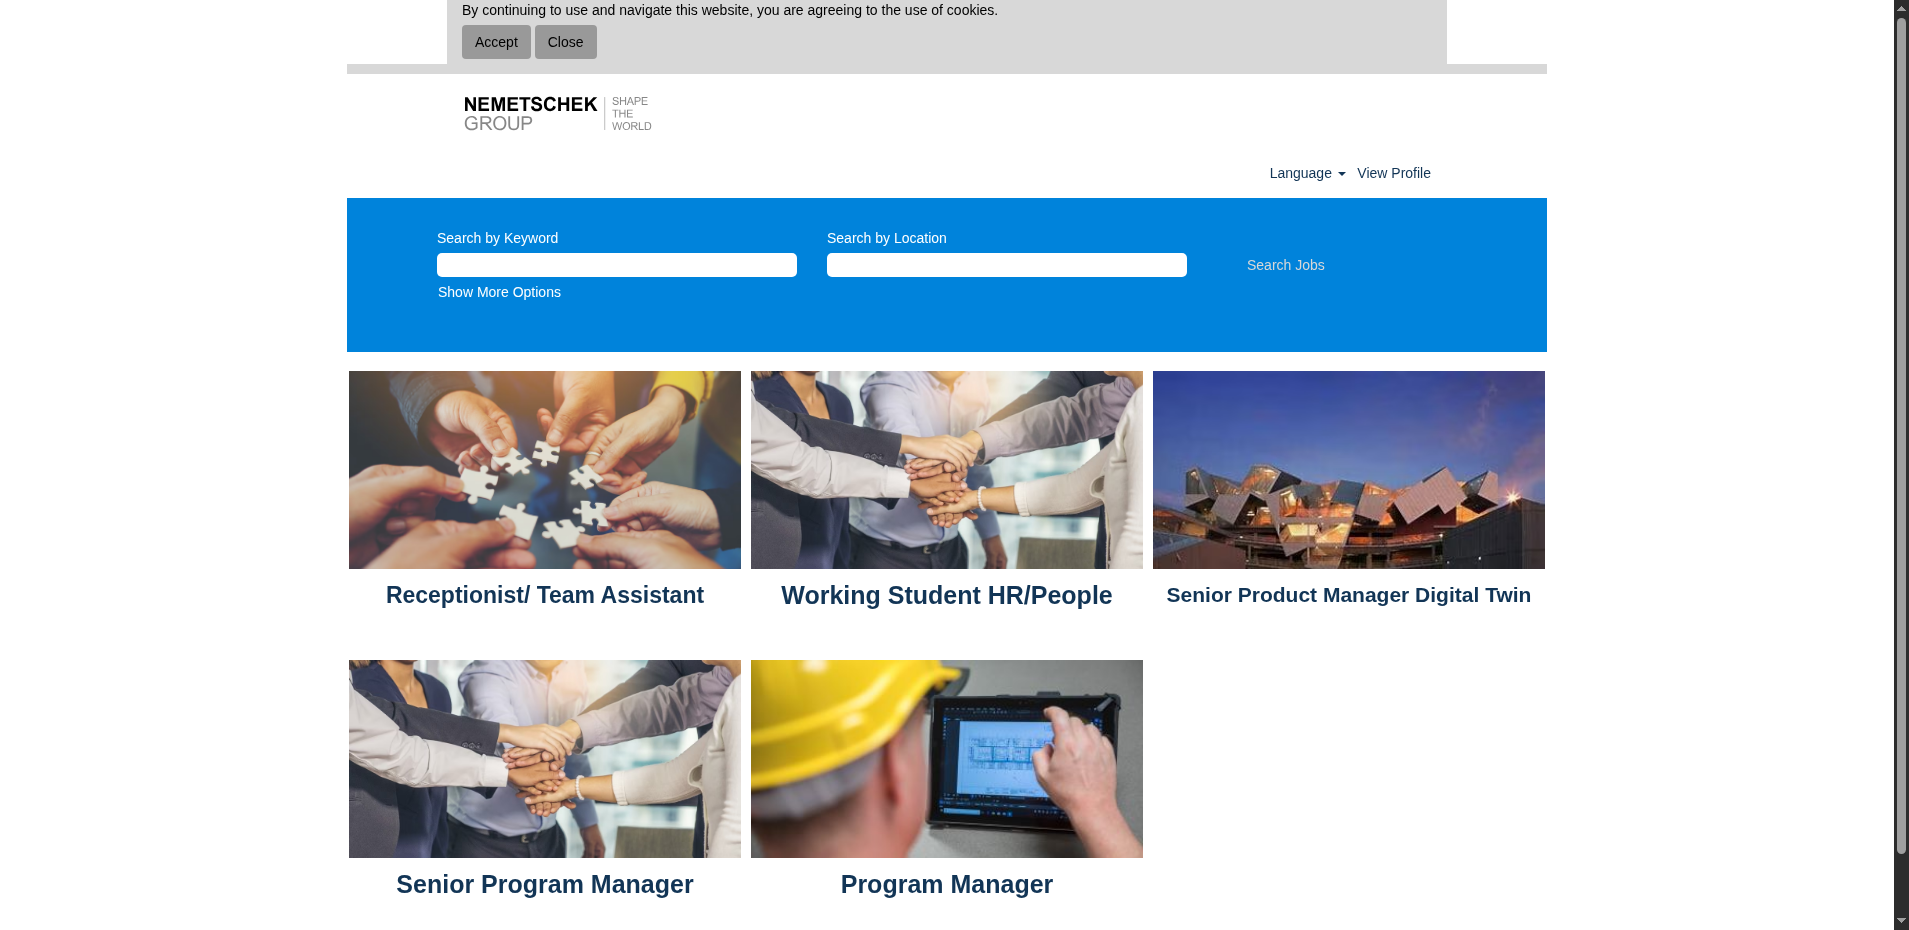 By continuing to use and navigate this website, you are agreeing to the use of cookies.
Accept
Close
NEMETSCHEK
GROUP
SHAPE
THE
WORLD
Language
View Profile
Search by Keyword
Search by Location
Search Jobs
Show More Options
Receptionist/ Team Assistant
Working Student HR/People
Senior Product Manager Digital Twin
Senior Program Manager
Program Manager